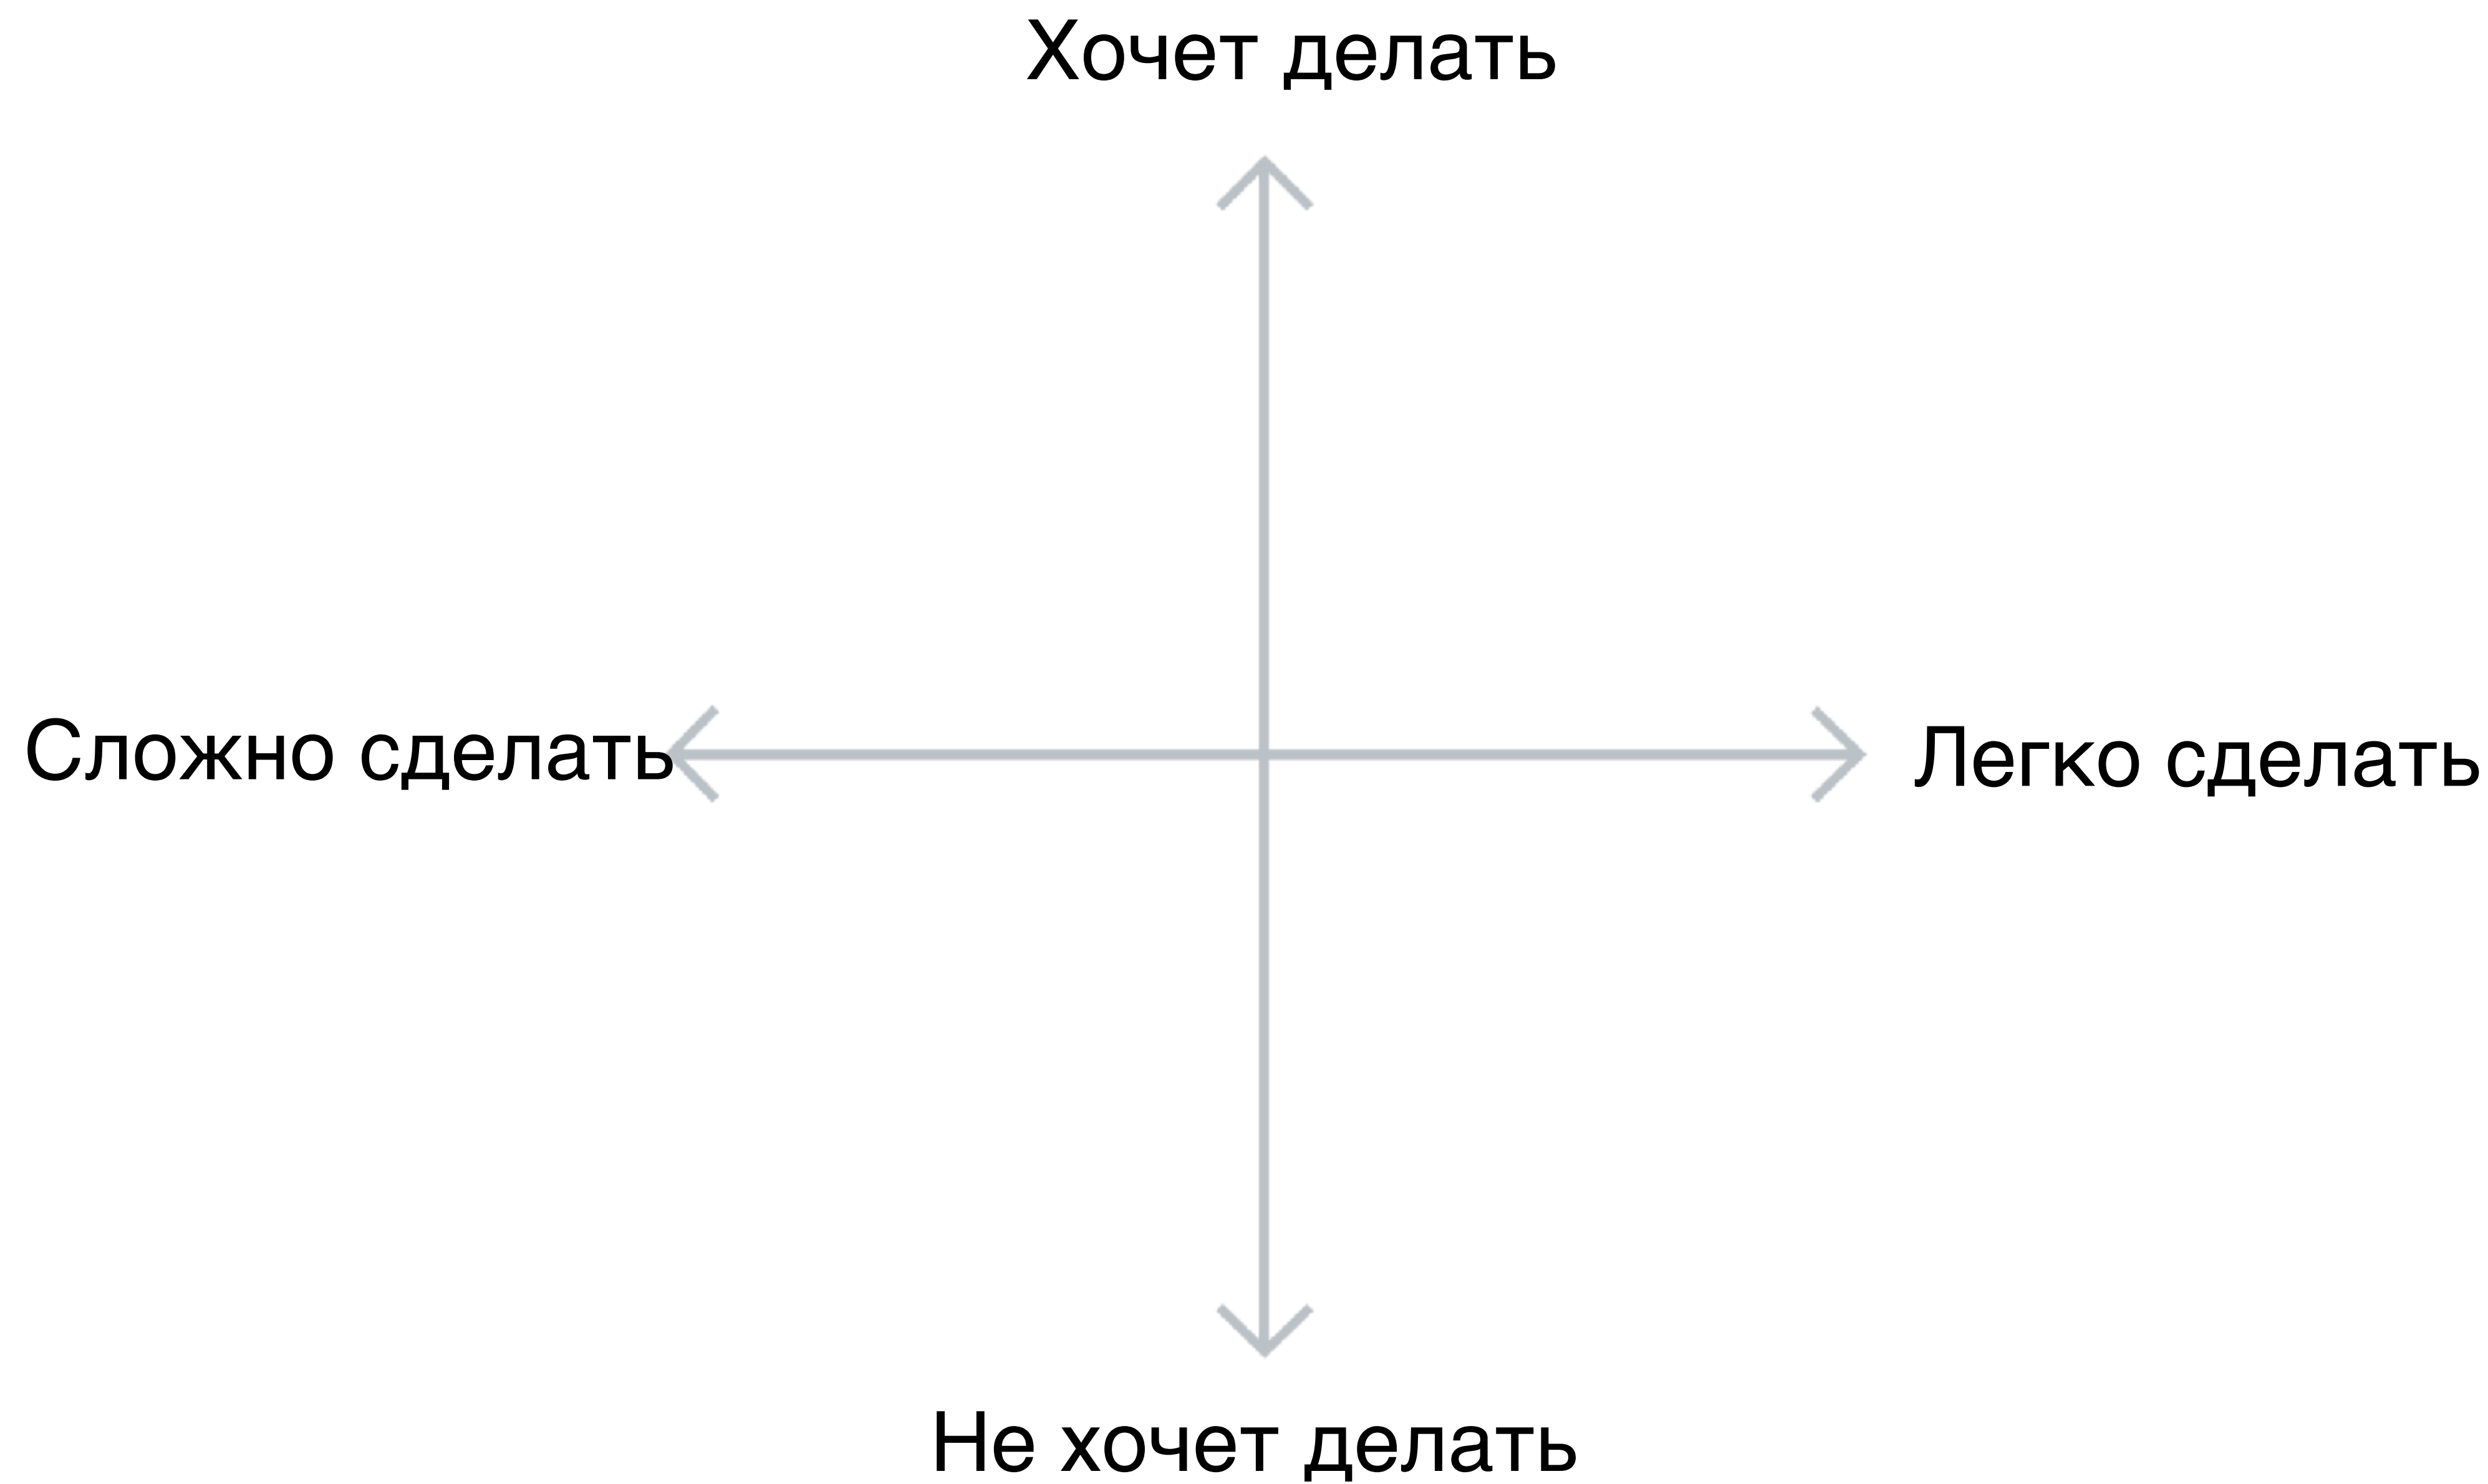 Хочет делать
Сложно сделать
Легко сделать
Не хочет делать